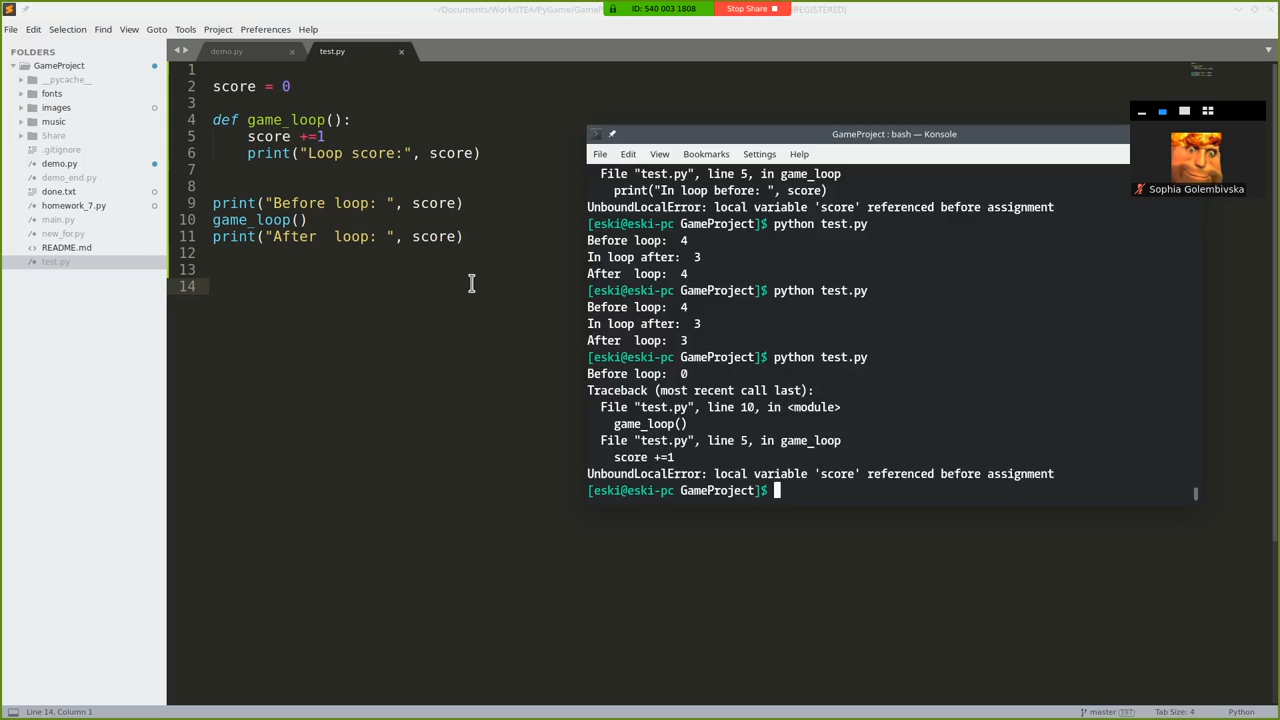 ~/Documents/Work/ITEA/PyGame/GameP
ID: 540 003 1808
Stop Share
REGISTERED)
File Edit Selection Find View Goto Tools Project Preferences Help
FOLDERS
GameProject
__pycache__
fonts
images
music
Share
.gitignore
demo.py
demo_end.py
done.txt
homework_7.py
main.py
new_for.py
README.md
test.py
demo.py test.py
1
2 score = 0
3
4 def game_loop():
5 score +=1
6 print("Loop score:", score)
7
8
9 print("Before loop: ", score)
10 game_loop()
11 print("After  loop: ", score)
12
13
14
GameProject : bash — Konsole
File Edit View Bookmarks Settings Help
File "test.py", line 5, in game_loop
print("In loop before: ", score)
UnboundLocalError: local variable 'score' referenced before assignment
[eski@eski-pc GameProject]$ python test.py
Before loop:  4
In loop after:  3
After  loop:  4
[eski@eski-pc GameProject]$ python test.py
Before loop:  4
In loop after:  3
After  loop:  3
[eski@eski-pc GameProject]$ python test.py
Before loop:  0
Traceback (most recent call last):
File "test.py", line 10, in <module>
game_loop()
File "test.py", line 5, in game_loop
score +=1
UnboundLocalError: local variable 'score' referenced before assignment
[eski@eski-pc GameProject]$
Sophia Golembivska
Line 14, Column 1
master 197
Tab Size: 4
Python